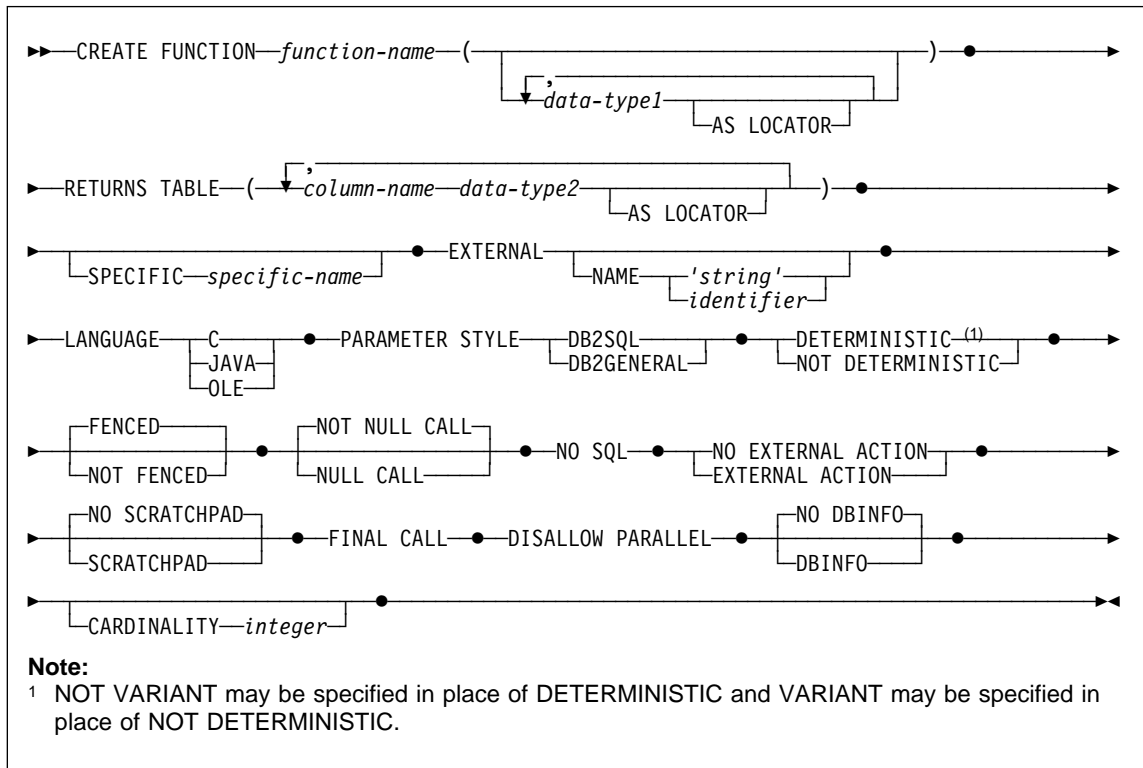 CREATE FUNCTION function-name ( )
,
data-type1
AS LOCATOR
RETURNS TABLE ( column-name data-type2 )
,
AS LOCATOR
SPECIFIC specific-name
EXTERNAL
NAME 'string'
identifier
LANGUAGE C PARAMETER STYLE DB2SQL DETERMINISTIC (1)
JAVA DB2GENERAL NOT DETERMINISTIC
OLE
FENCED NOT NULL CALL
NO SQL NO EXTERNAL ACTION
NOT FENCED NULL CALL EXTERNAL ACTION
NO SCRATCHPAD NO DBINFO
FINAL CALL DISALLOW PARALLEL
SCRATCHPAD DBINFO
CARDINALITY integer
Note:
1 NOT VARIANT may be specified in place of DETERMINISTIC and VARIANT may be specified in
place of NOT DETERMINISTIC.